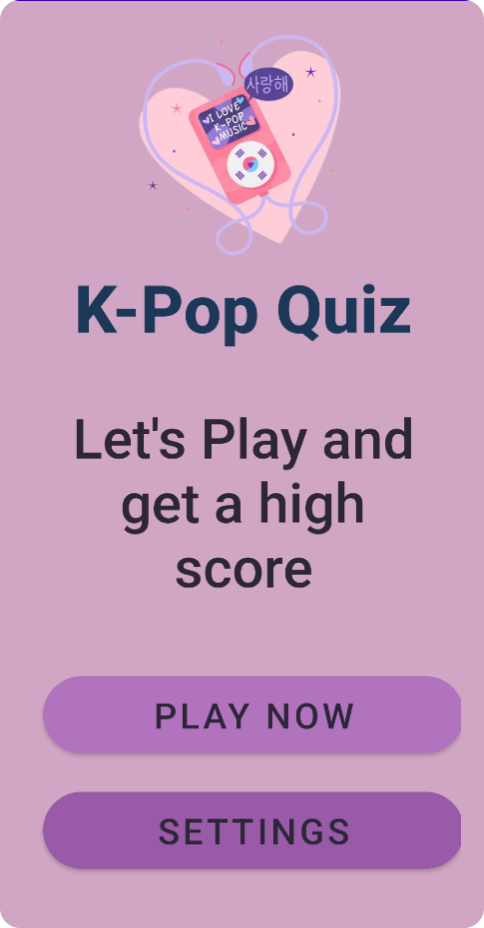 사랑해
I LOVE
K-POP
MUSIC
K-Pop Quiz
Let's Play and
get a high
score
PLAY NOW
SETTINGS